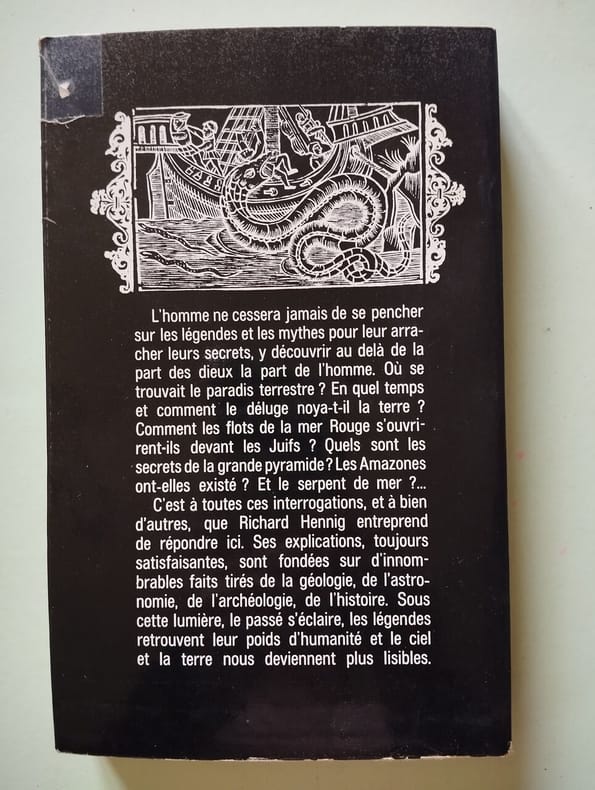 L'homme ne cessera jamais de se pencher
sur les légendes et les mythes pour leur arra-
cher leurs secrets, y découvrir au delà de la
part des dieux la part de l'homme. Où se
trouvait le paradis terrestre ? En quel temps
et comment le déluge noya-t-il la terre ?
Comment les flots de la mer Rouge s'ouvri-
rent-ils devant les Juifs ? Quels sont les
secrets de la grande pyramide ? Les Amazones
ont-elles existé ? Et le serpent de mer ?...
C'est à toutes ces interrogations, et à bien
d'autres, que Richard Hennig entreprend
de répondre ici. Ses explications, toujours
satisfaisantes, sont fondées sur d'innom-
brables faits tirés de la géologie, de l'astro-
nomie, de l'archéologie, de l'histoire. Sous
cette lumière, le passé s'éclaire, les légendes
retrouvent leur poids d'humanité et le ciel
et la terre nous deviennent plus lisibles.